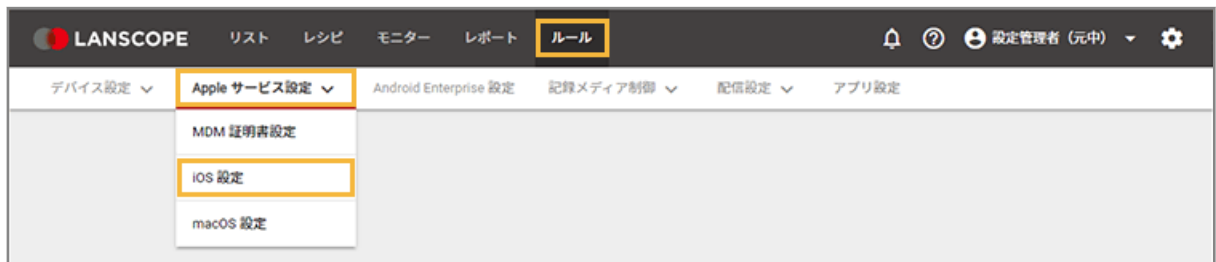 LANSCOPE リスト レシピ モニター レポート ルール 設定管理者（元中）
デバイス設定 Apple サービス設定 Android Enterprise 設定 記録メディア制御 配信設定 アプリ設定
MDM 証明書設定
iOS 設定
macOS 設定